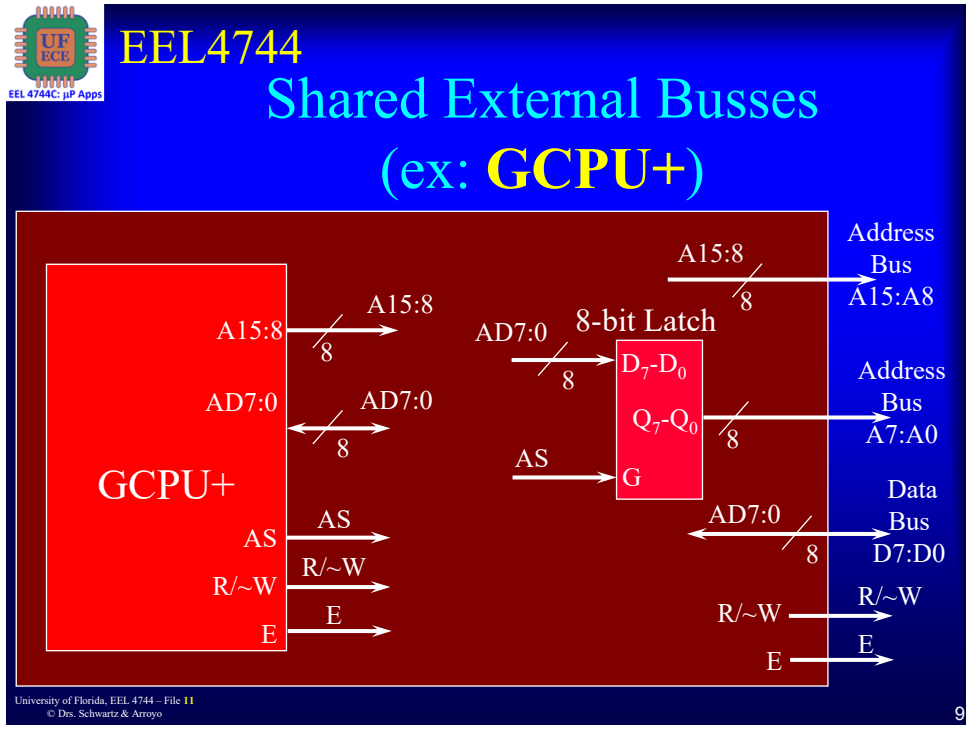 UF
ECE
EEL 4744C: µP Apps
EEL4744
Shared External Busses
(ex: GCPU+)
GCPU+
A15:8
AD7:0
AS
R/~W
E
A15:8
8
AD7:0
8
AS
R/~W
E
A15:8
8
8-bit Latch
AD7:0
8
D₇-D₀
Q₇-Q₀
8
AS
G
AD7:0
8
R/~W
E
Address
Bus
A15:A8
Address
Bus
A7:A0
Data
Bus
D7:D0
R/~W
E
University of Florida, EEL 4744 – File 11
© Drs. Schwartz & Arroyo
9